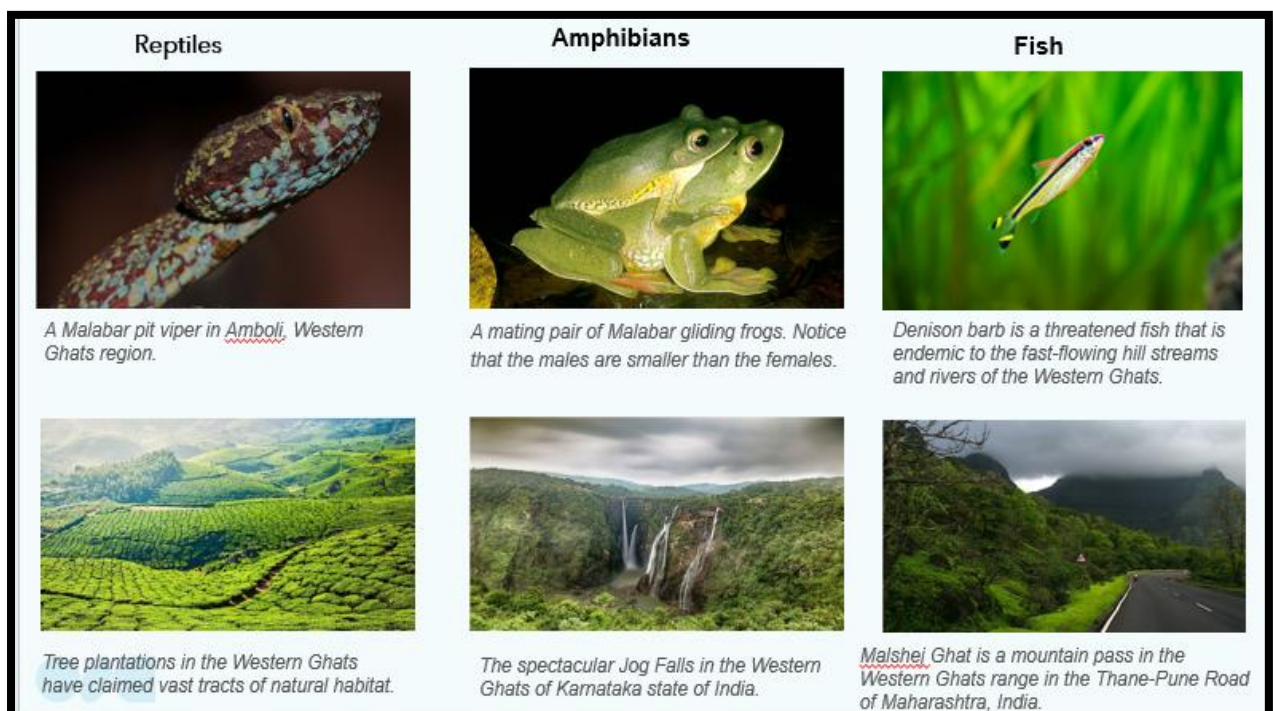 Reptiles
Amphibians
Fish
A Malabar pit viper in Amboli, Western
Ghats region.
A mating pair of Malabar gliding frogs. Notice
that the males are smaller than the females.
Denison barb is a threatened fish that is
endemic to the fast-flowing hill streams
and rivers of the Western Ghats.
Tree plantations in the Western Ghats
have claimed vast tracts of natural habitat.
The spectacular Jog Falls in the Western
Ghats of Karnataka state of India.
Malshej Ghat is a mountain pass in the
Western Ghats range in the Thane-Pune Road
of Maharashtra, India.